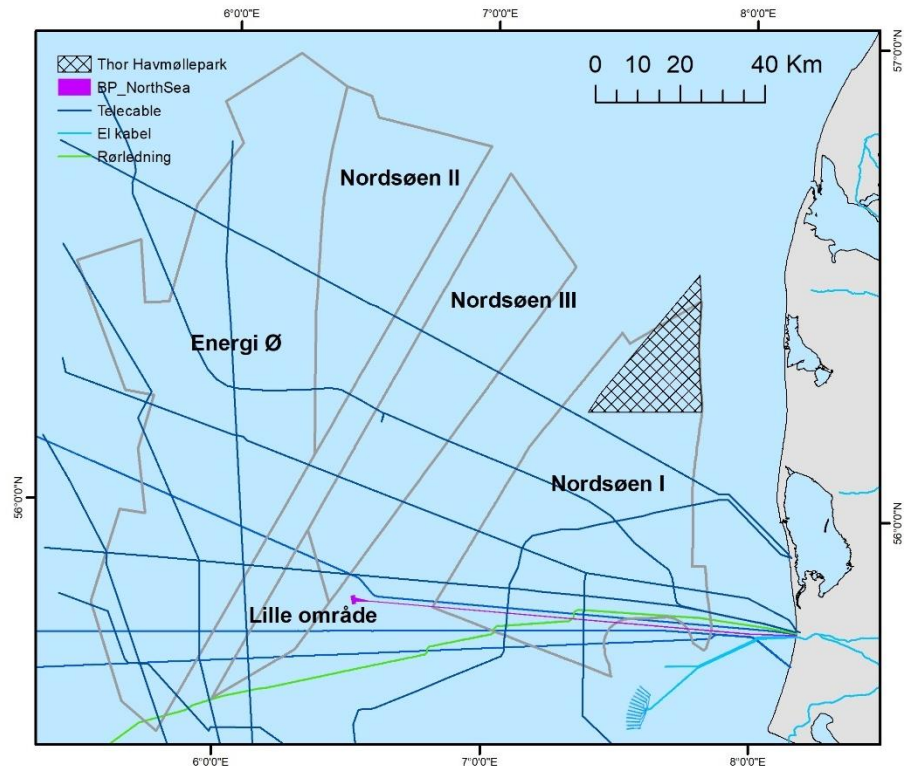 6°0'0"E 7°0'0"E 8°0'0"E
57°0'0"N
Thor Havmøllepark
BP_NorthSea
Telecable
El kabel
Rørledning
0 10 20 40 Km
Nordsøen II
Nordsøen III
Energi Ø
Nordsøen I
56°0'0"N 56°0'0"N
Lille område
6°0'0"E 7°0'0"E 8°0'0"E